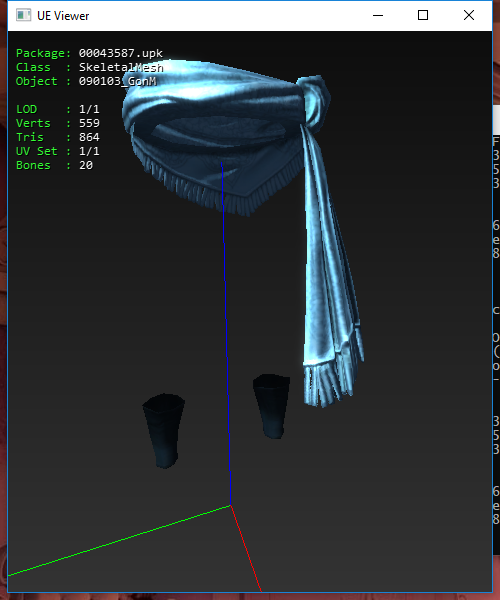 UE Viewer
Package: 00043587.upk
Class : SkeletalMesh
Object : 090103_GonM
LOD : 1/1
Verts : 559
Tris : 864
UV Set : 1/1
Bones : 20